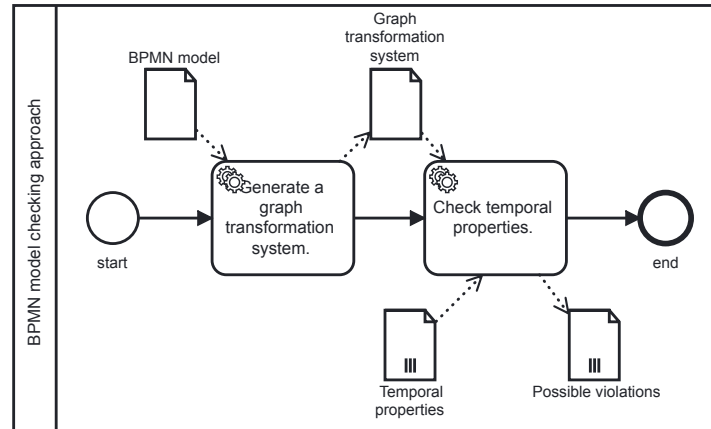 BPMN model checking approach
BPMN model
Graph
transformation
system
Generate a
graph
transformation
system.
Check temporal
properties.
start
end
Temporal
properties
Possible violations